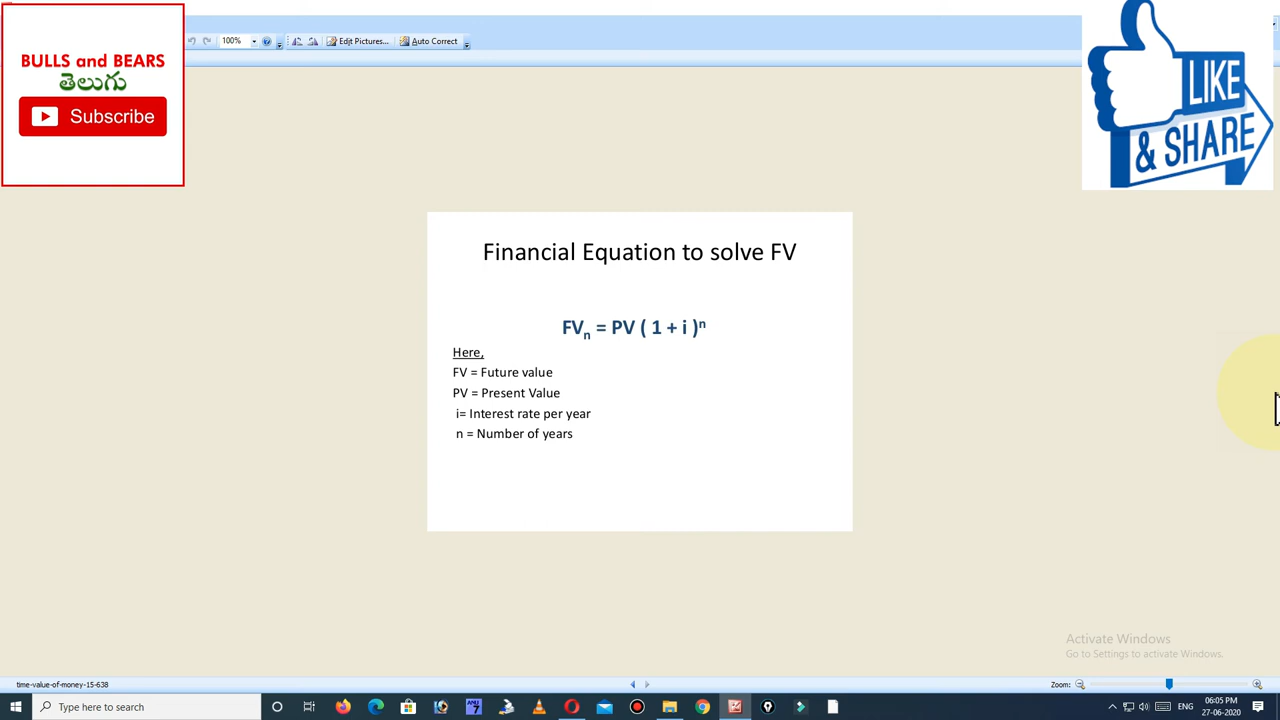 BULLS and BEARS
తెలుగు
Subscribe
100%
Edit Pictures...
Auto Correct
LIKE
& SHARE
Financial Equation to solve FV
FVn = PV ( 1 + i )n
Here,
FV = Future value
PV = Present Value
i= Interest rate per year
n = Number of years
Activate Windows
Go to Settings to activate Windows.
time-value-of-money-15-638
Zoom:
Type here to search
ENG
06:05 PM
27-06-2020